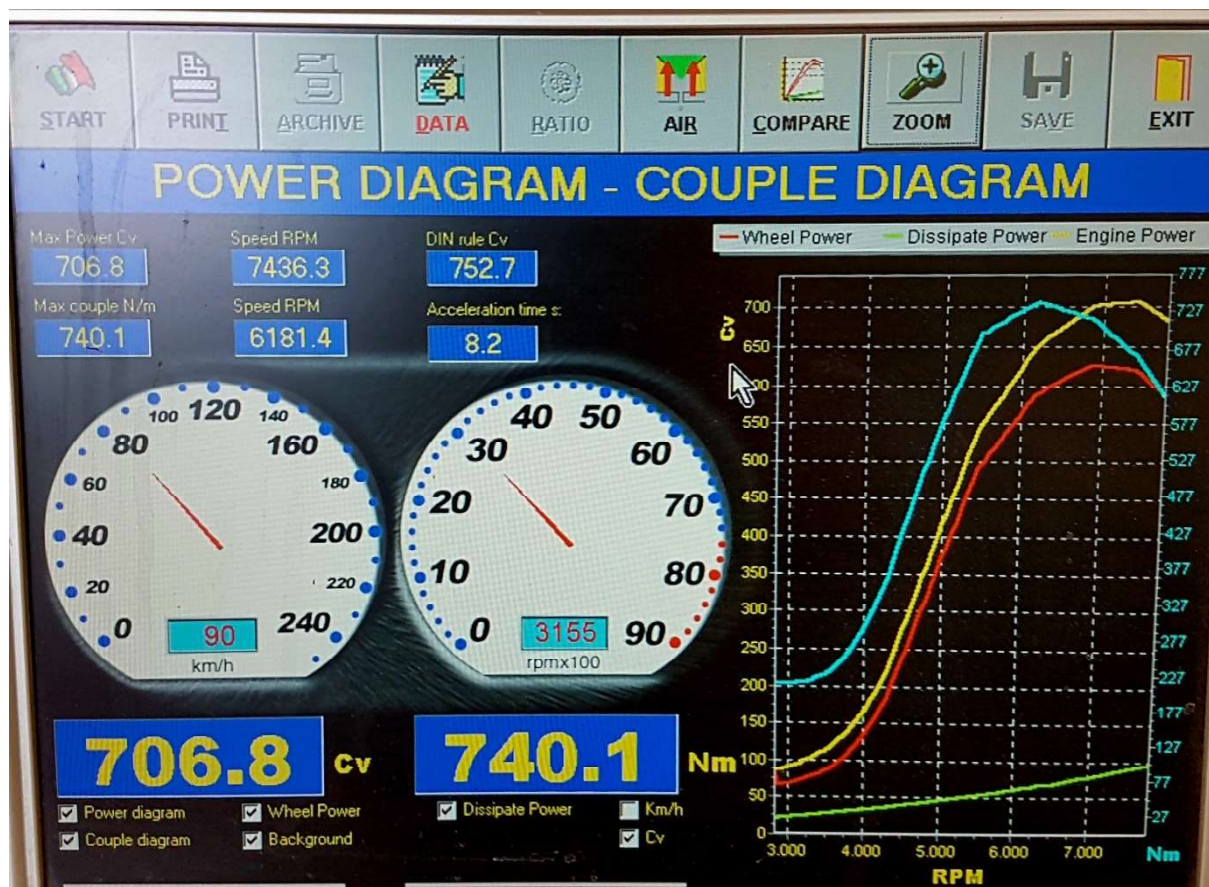 START PRINT ARCHIVE DATA RATIO AIR COMPARE ZOOM SAVE EXIT
POWER DIAGRAM - COUPLE DIAGRAM
Max Power Cv Speed RPM DIN rule Cv
706.8 7436.3 752.7
Max couple N/m Speed RPM Acceleration time s:
740.1 6181.4 8.2
Wheel Power Dissipate Power Engine Power
0 20 40 60 80 100 120 140 160 180 200 220 240
90
km/h
0 10 20 30 40 50 60 70 80 90
3155
rpmx100
Cv
700
650
550
500
450
400
350
300
250
200
150
100
50
0
777
727
677
627
577
527
477
427
377
327
277
227
177
127
77
27
3.000 4.000 5.000 6.000 7.000 Nm
RPM
706.8 Cv 740.1 Nm
Power diagram Wheel Power Dissipate Power Km/h
Couple diagram Background Cv